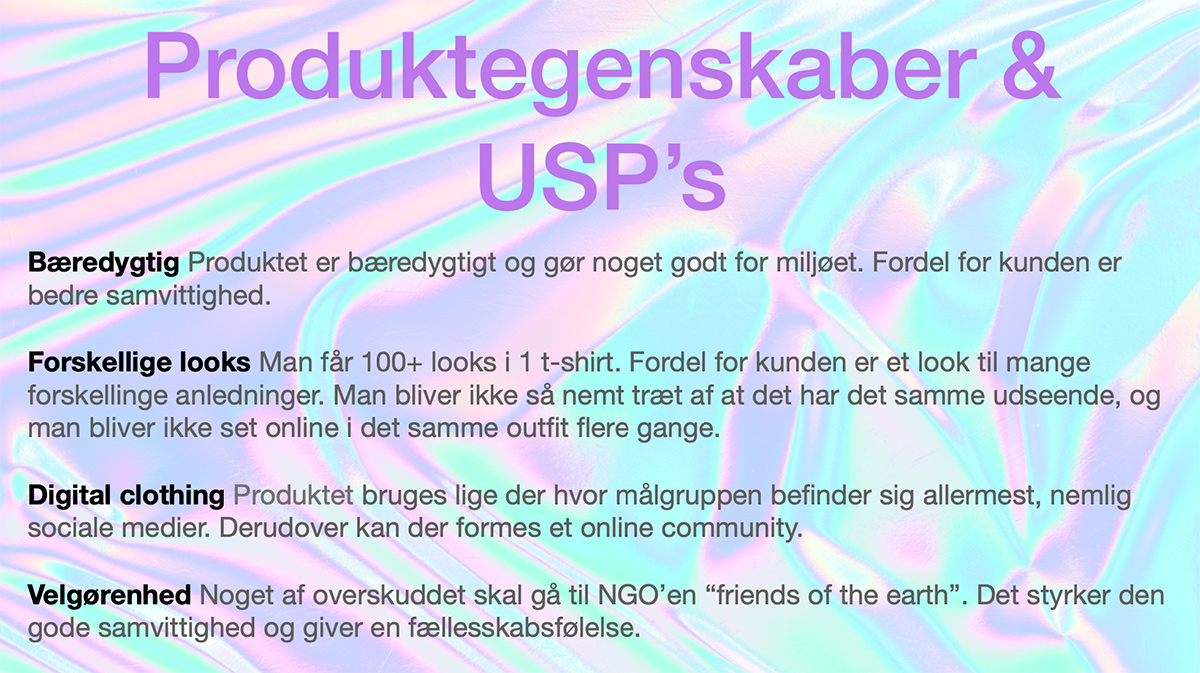 Produktegenskaber &
USP’s
Bæredygtig Produktet er bæredygtigt og gør noget godt for miljøet. Fordel for kunden er
bedre samvittighed.
Forskellige looks Man får 100+ looks i 1 t-shirt. Fordel for kunden er et look til mange
forskellinge anledninger. Man bliver ikke så nemt træt af at det har det samme udseende, og
man bliver ikke set online i det samme outfit flere gange.
Digital clothing Produktet bruges lige der hvor målgruppen befinder sig allermest, nemlig
sociale medier. Derudover kan der formes et online community.
Velgørenhed Noget af overskuddet skal gå til NGO’en “friends of the earth”. Det styrker den
gode samvittighed og giver en fællesskabsfølelse.